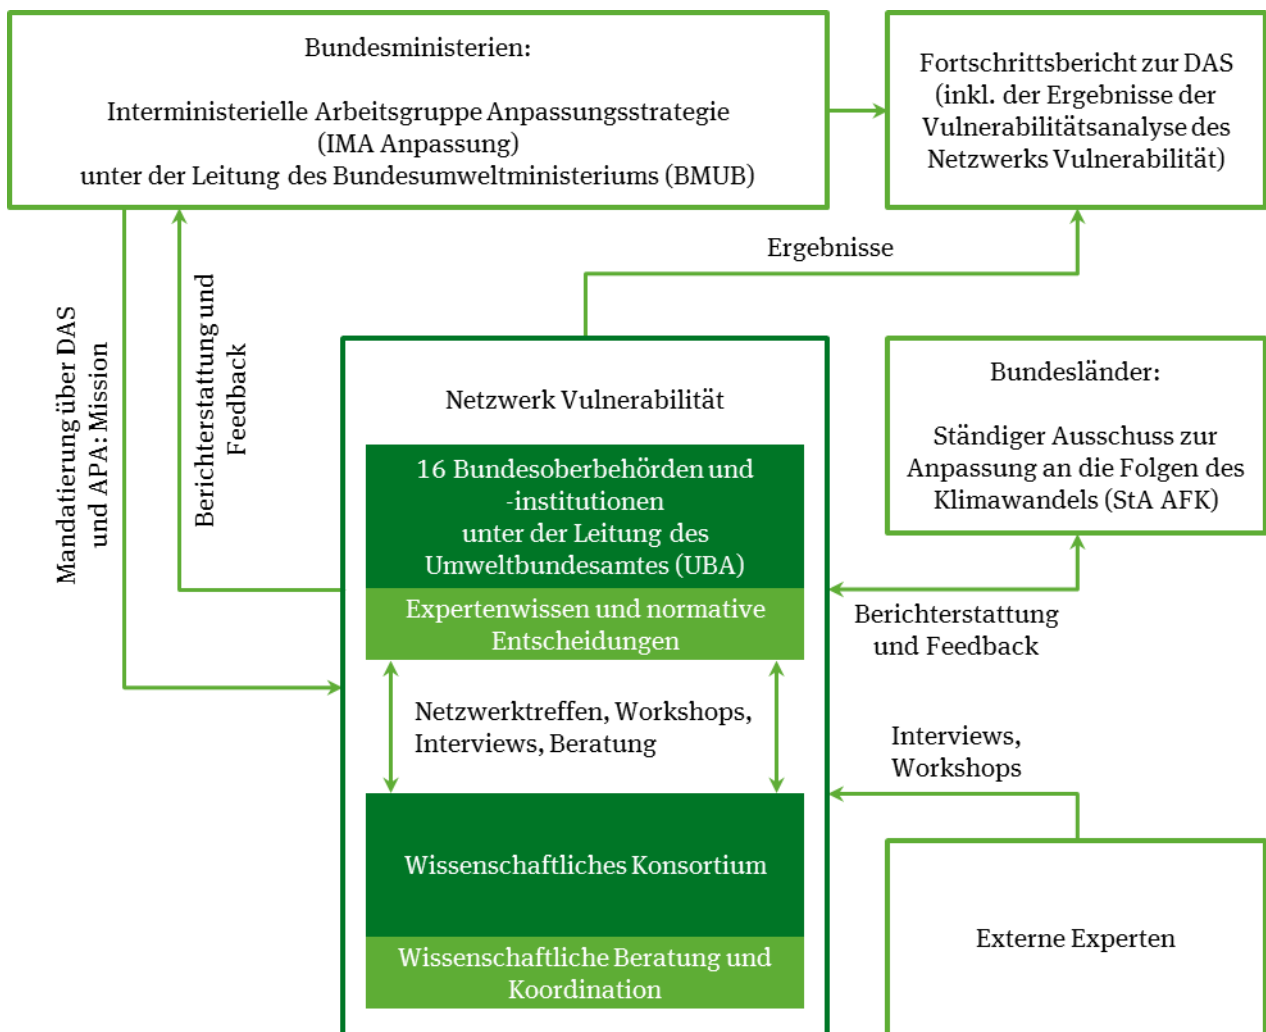 Bundesministerien:
Interministerielle Arbeitsgruppe Anpassungsstrategie
(IMA Anpassung)
unter der Leitung des Bundesumweltministeriums (BMUB)
Fortschrittsbericht zur DAS
(inkl. der Ergebnisse der
Vulnerabilitätsanalyse des
Netzwerks Vulnerabilität)
Ergebnisse
Mandatierung über DAS
und APA: Mission
Berichterstattung und
Feedback
Netzwerk Vulnerabilität
16 Bundesoberbehörden und
-institutionen
unter der Leitung des
Umweltbundesamtes (UBA)
Expertenwissen und normative
Entscheidungen
Netzwerktreffen, Workshops,
Interviews, Beratung
Wissenschaftliches Konsortium
Wissenschaftliche Beratung und
Koordination
Bundesländer:
Ständiger Ausschuss zur
Anpassung an die Folgen des
Klimawandels (StA AFK)
Berichterstattung
und Feedback
Interviews,
Workshops
Externe Experten